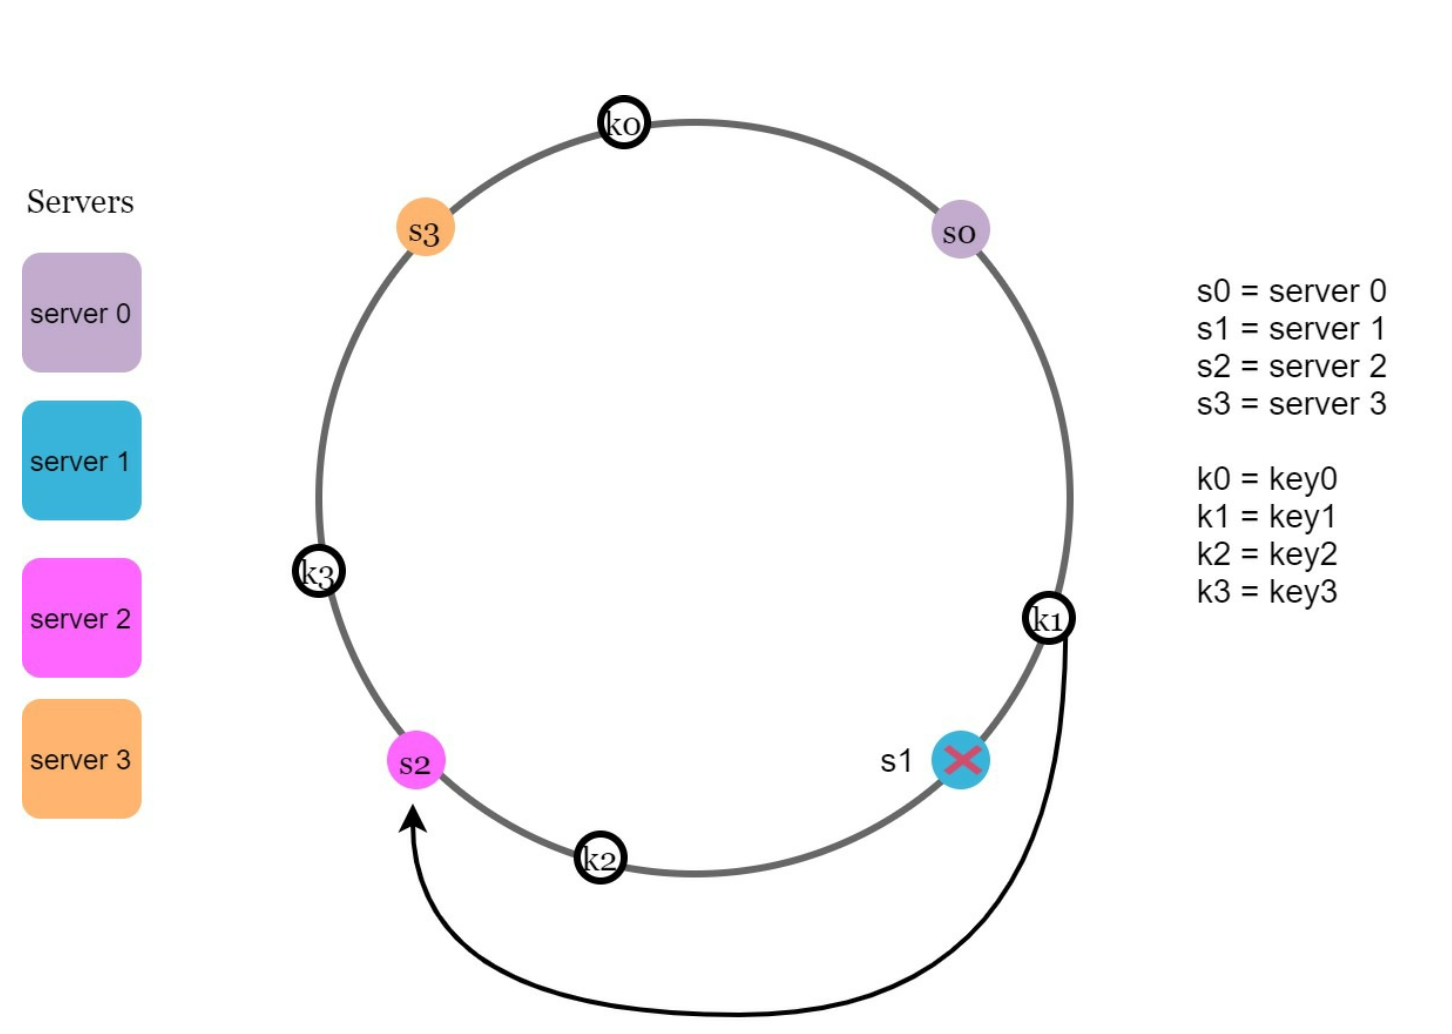 Servers
server 0
server 1
server 2
server 3
k0
s3
s0
k3
k1
s2
s1
k2
s0 = server 0
s1 = server 1
s2 = server 2
s3 = server 3
k0 = key0
k1 = key1
k2 = key2
k3 = key3